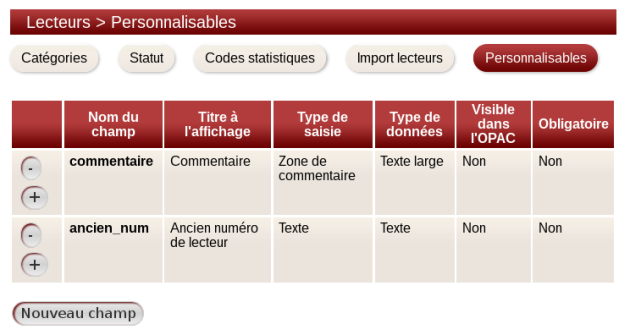 Lecteurs > Personnalisables
Catégories Statut Codes statistiques Import lecteurs Personnalisables
Nom du champ Titre à l'affichage Type de saisie Type de données Visible dans l'OPAC Obligatoire
- + commentaire Commentaire Zone de commentaire Texte large Non Non
- + ancien_num Ancien numéro de lecteur Texte Texte Non Non
Nouveau champ